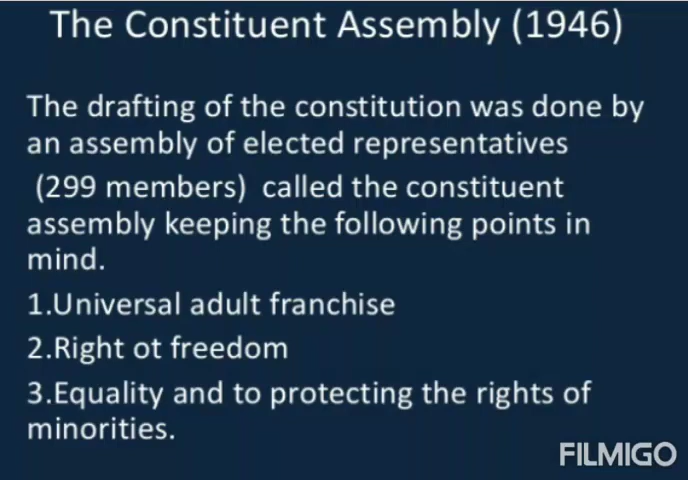 The Constituent Assembly (1946)
The drafting of the constitution was done by
an assembly of elected representatives
(299 members) called the constituent
assembly keeping the following points in
mind.
1.Universal adult franchise
2.Right ot freedom
3.Equality and to protecting the rights of
minorities.
FILMIGO